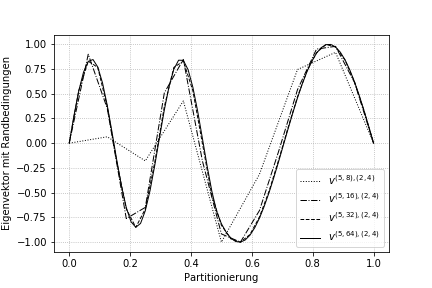 1.00
0.75
0.50
0.25
0.00
−0.25
−0.50
−0.75
−1.00
Eigenvektor mit Randbedingungen
v^(5, 8), (2, 4)
v^(5, 16), (2, 4)
v^(5, 32), (2, 4)
v^(5, 64), (2, 4)
0.0 0.2 0.4 0.6 0.8 1.0
Partitionierung